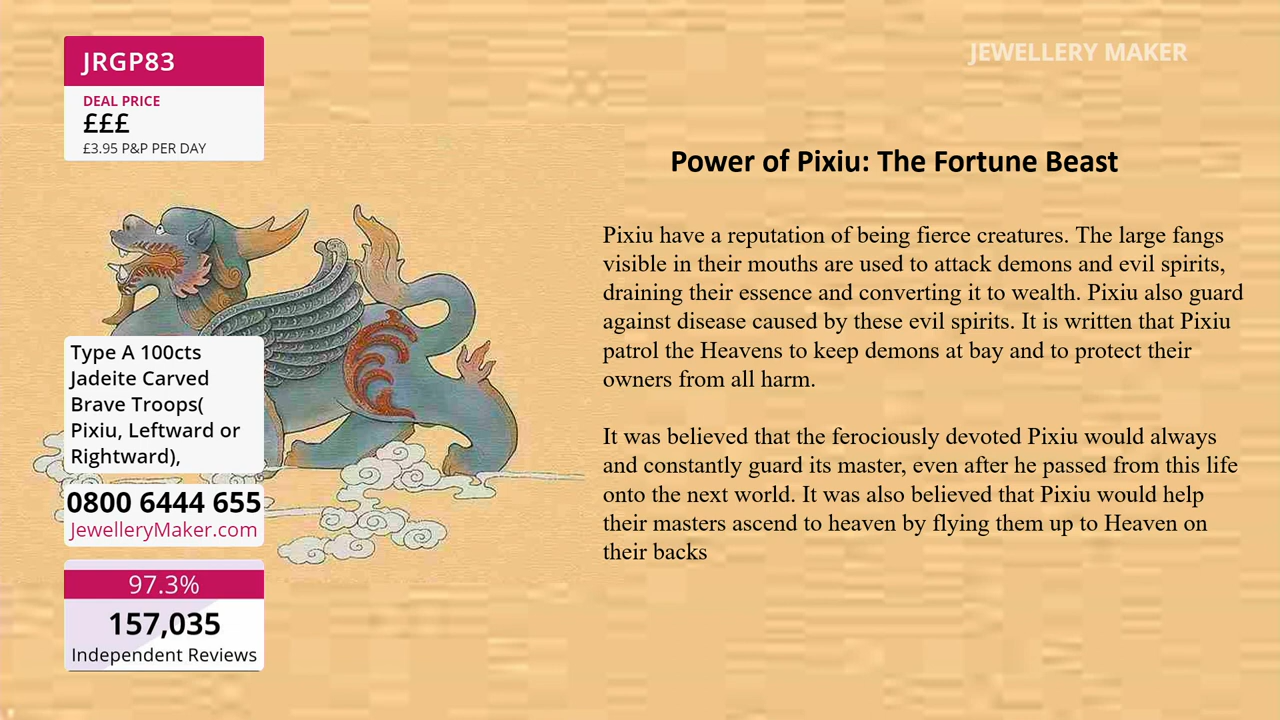 JRGP83
DEAL PRICE
£££
£3.95 P&P PER DAY
JEWELLERY MAKER
Power of Pixiu: The Fortune Beast
Pixiu have a reputation of being fierce creatures. The large fangs
visible in their mouths are used to attack demons and evil spirits,
draining their essence and converting it to wealth. Pixiu also guard
against disease caused by these evil spirits. It is written that Pixiu
patrol the Heavens to keep demons at bay and to protect their
owners from all harm.
It was believed that the ferociously devoted Pixiu would always
and constantly guard its master, even after he passed from this life
onto the next world. It was also believed that Pixiu would help
their masters ascend to heaven by flying them up to Heaven on
their backs
Type A 100cts
Jadeite Carved
Brave Troops(
Pixiu, Leftward or
Rightward),
0800 6444 655
JewelleryMaker.com
97.3%
157,035
Independent Reviews